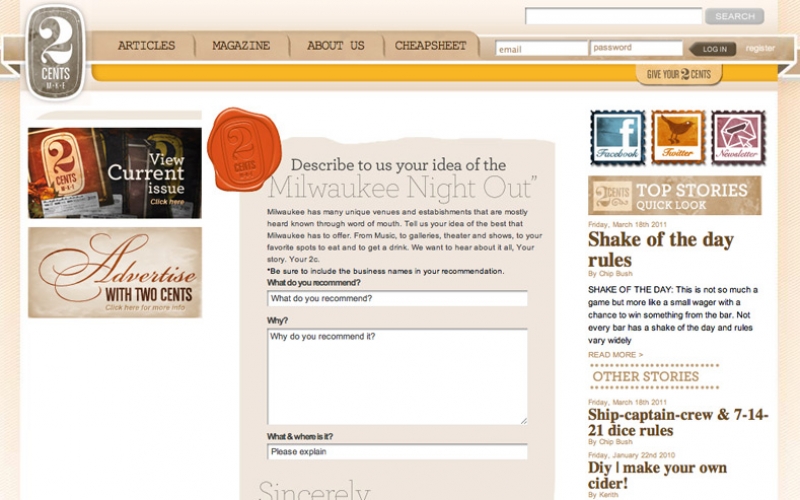 SEARCH
2
CENTS
M·K·E
ARTICLES
MAGAZINE
ABOUT US
CHEAPSHEET
email
password
LOG IN
register
GIVE YOUR 2 CENTS
2
CENTS
M·K·E
View
Current
issue
Click here
Advertise
WITH TWO CENTS
Click here for more info
2
CENTS
Describe to us your idea of the
Milwaukee Night Out"
Milwaukee has many unique venues and estabishments that are mostly
heard known through word of mouth. Tell us your idea of the best that
Milwaukee has to offer. From Music, to galleries, theater and shows, to your
favorite spots to eat and to get a drink. We want to hear about it all, Your
story. Your 2c.
*Be sure to include the business names in your recommendation.
What do you recommend?
What do you recommend?
Why?
Why do you recommend it?
What & where is it?
Please explain
Sincerely
Facebook
Twitter
Newsletter
2CENTS
TOP STORIES
QUICK LOOK
Friday, March 18th 2011
Shake of the day
rules
By Chip Bush
SHAKE OF THE DAY: This is not so much a
game but more like a small wager with a
chance to win something from the bar. Not
every bar has a shake of the day and rules
vary widely
READ MORE >
OTHER STORIES
Friday, March 18th 2011
Ship-captain-crew & 7-14-
21 dice rules
By Chip Bush
Friday, January 22nd 2010
Diy | make your own
cider!
By Kerith